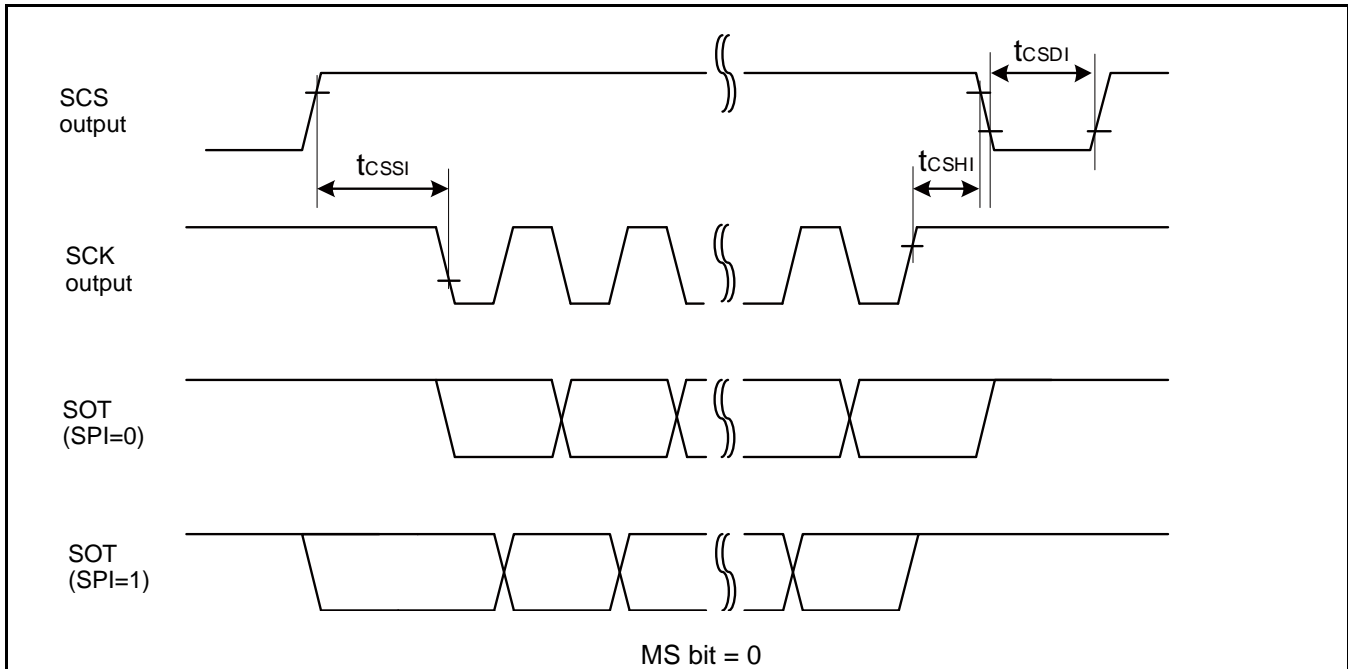 tCSDI
SCS
output
tCSSI
tCSHI
SCK
output
SOT
(SPI=0)
SOT
(SPI=1)
MS bit = 0